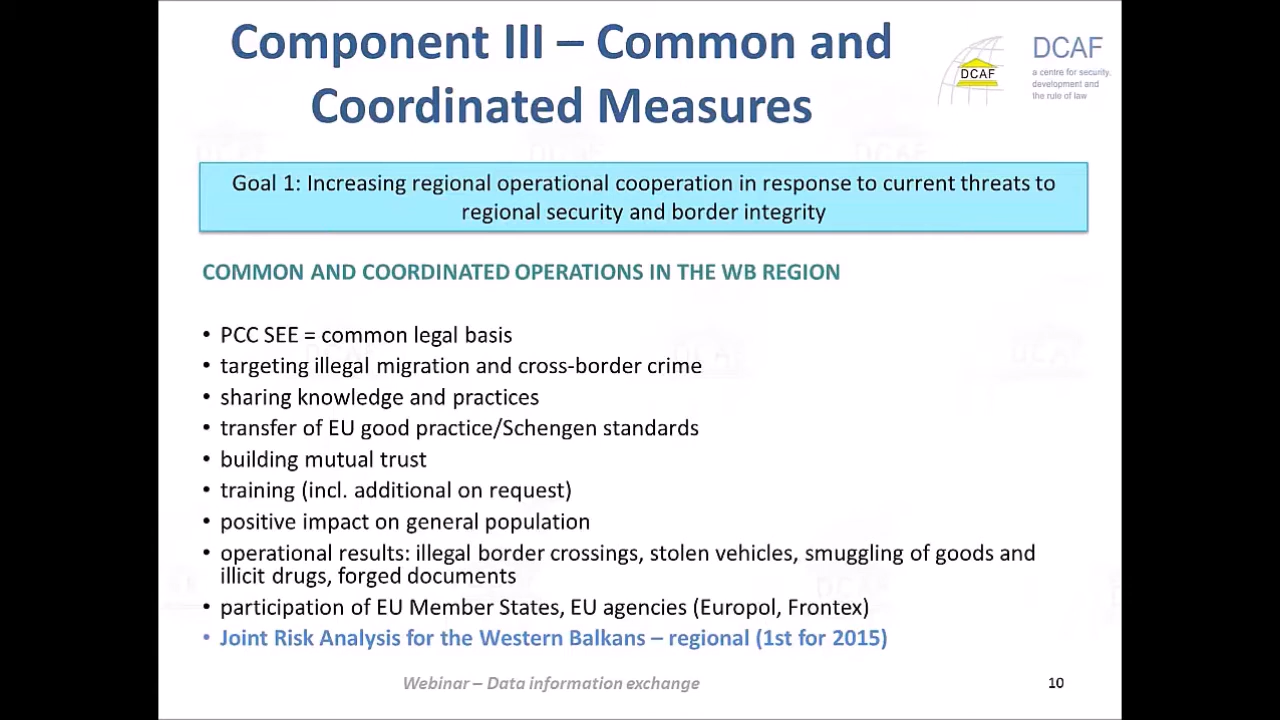 Component III – Common and
Coordinated Measures
DCAF
DCAF
a centre for security,
development and
the rule of law
Goal 1: Increasing regional operational cooperation in response to current threats to
regional security and border integrity
COMMON AND COORDINATED OPERATIONS IN THE WB REGION
• PCC SEE = common legal basis
• targeting illegal migration and cross-border crime
• sharing knowledge and practices
• transfer of EU good practice/Schengen standards
• building mutual trust
• training (incl. additional on request)
• positive impact on general population
• operational results: illegal border crossings, stolen vehicles, smuggling of goods and
illicit drugs, forged documents
• participation of EU Member States, EU agencies (Europol, Frontex)
• Joint Risk Analysis for the Western Balkans – regional (1st for 2015)
Webinar – Data information exchange
10